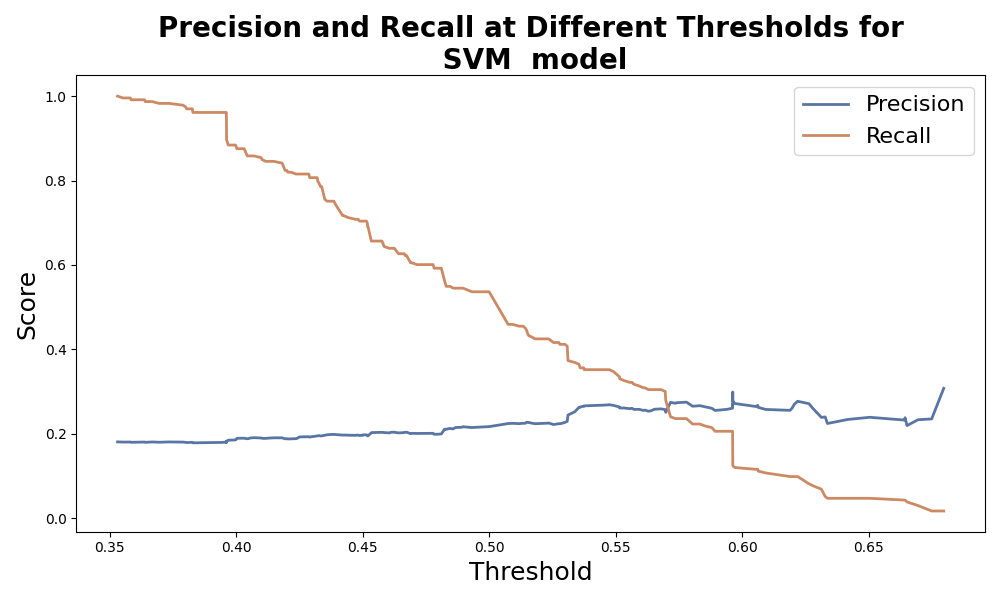 Precision and Recall at Different Thresholds for
SVM  model
Precision
Recall
Score
1.0
0.8
0.6
0.4
0.2
0.0
0.35 0.40 0.45 0.50 0.55 0.60 0.65
Threshold